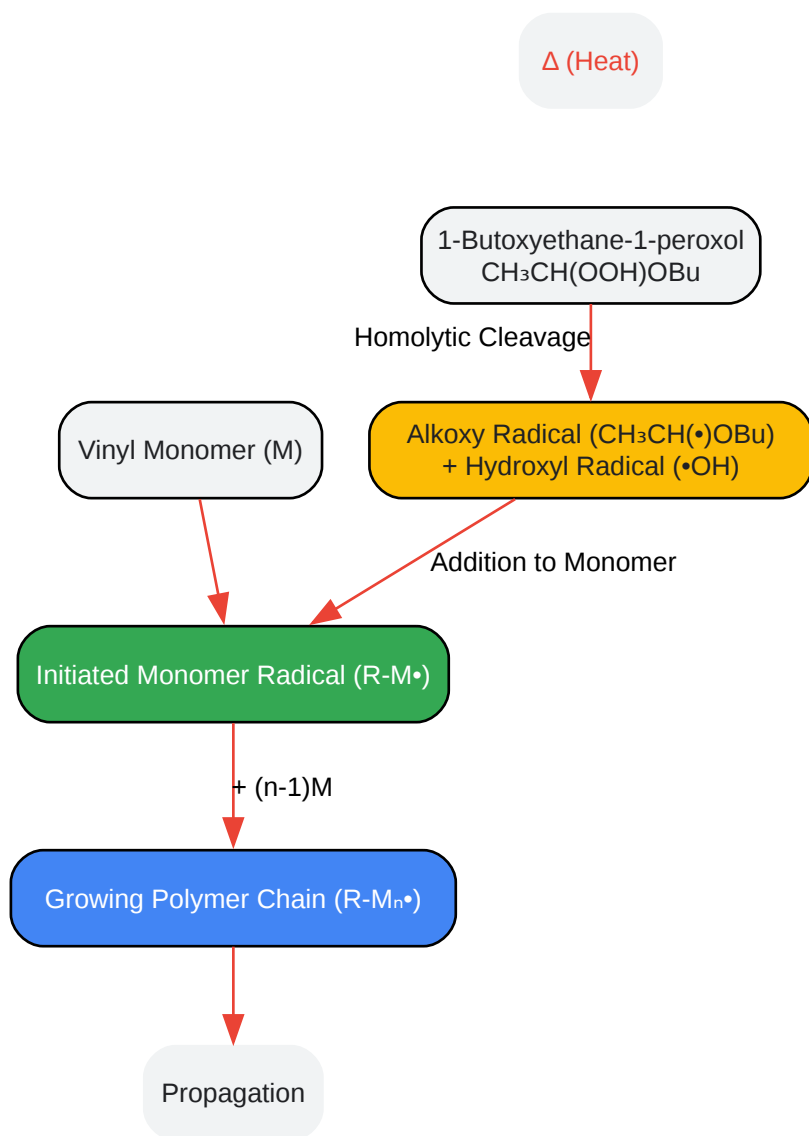 Δ (Heat)
1-Butoxyethane-1-peroxol
CH₃CH(OOH)OBu
Homolytic Cleavage
Vinyl Monomer (M)
Alkoxy Radical (CH₃CH(•)OBu)
+ Hydroxyl Radical (•OH)
Addition to Monomer
Initiated Monomer Radical (R-M•)
+ (n-1)M
Growing Polymer Chain (R-Mₙ•)
Propagation